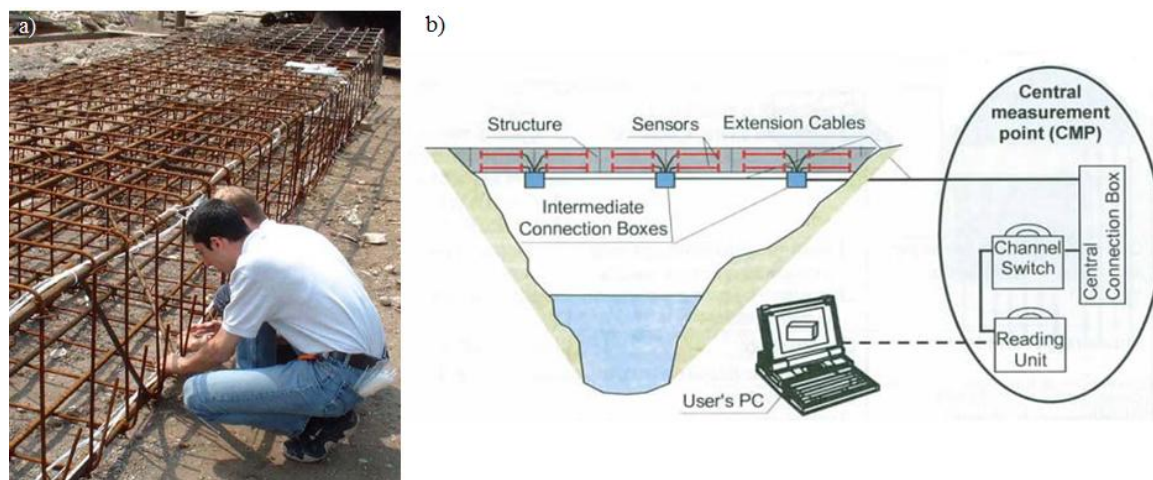 a)
b)
Structure
Sensors
Extension Cables
Central
measurement
point (CMP)
Intermediate
Connection Boxes
Channel
Switch
Central
Connection Box
Reading
Unit
User's PC